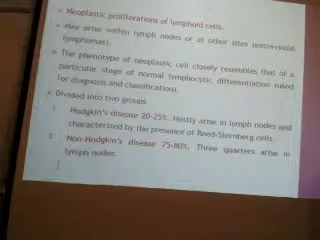 Neoplastic proliferations of lymphoid cells.
May arise within lymph nodes or at other sites (extra-nodal
lymphomas).
The phenotype of neoplastic cell closely resembles that of a
particular stage of normal lymphocytic differentiation (used
for diagnosis and classification).
Divided into two groups
Hodgkin's disease 20-25%. Mostly arise in lymph nodes and
characterized by the presence of Reed-Sternberg cells.
Non-Hodgkin's disease 75-80%. Three quarters arise in
lymph nodes.